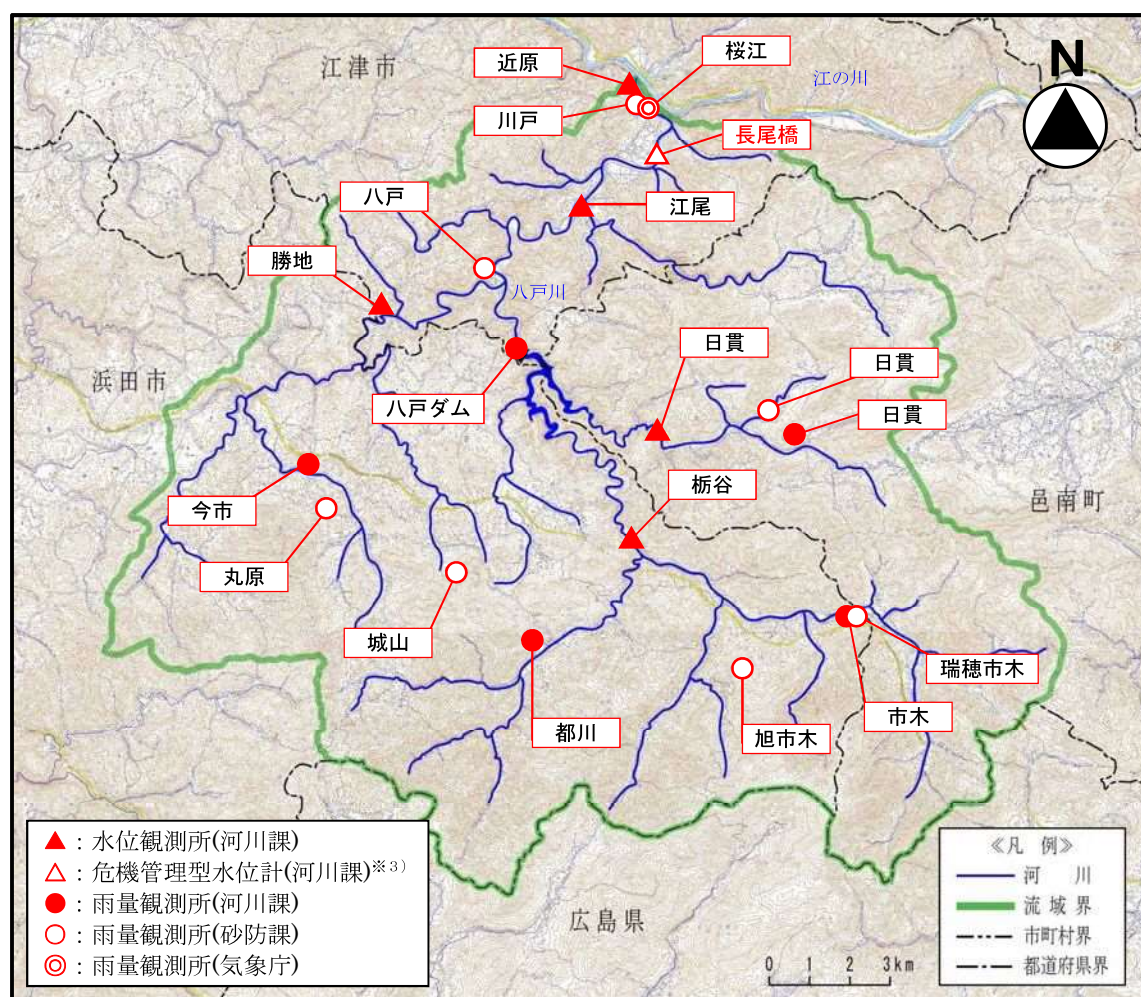 近原
桜江
江津市
江の川
N
川戸
長尾橋
八戸
江尾
勝地
八戸川
日貫
浜田市
八戸ダム
日貫
日貫
栃谷
今市
邑南町
丸原
城山
瑞穂市木
市木
都川
旭市木
広島県
▲：水位観測所(河川課)
△：危機管理型水位計(河川課)※3)
●：雨量観測所(河川課)
○：雨量観測所(砂防課)
◎：雨量観測所(気象庁)
0 1 2 3km
≪凡 例≫
河 川
流 域 界
市町村界
都道府県界